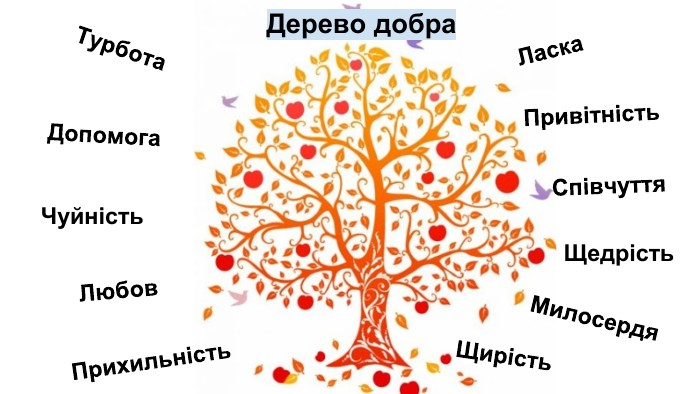 Дерево добра
Турбота
Ласка
Допомога
Привітність
Чуйність
Співчуття
Щедрість
Любов
Милосердя
Прихильність
Щирість